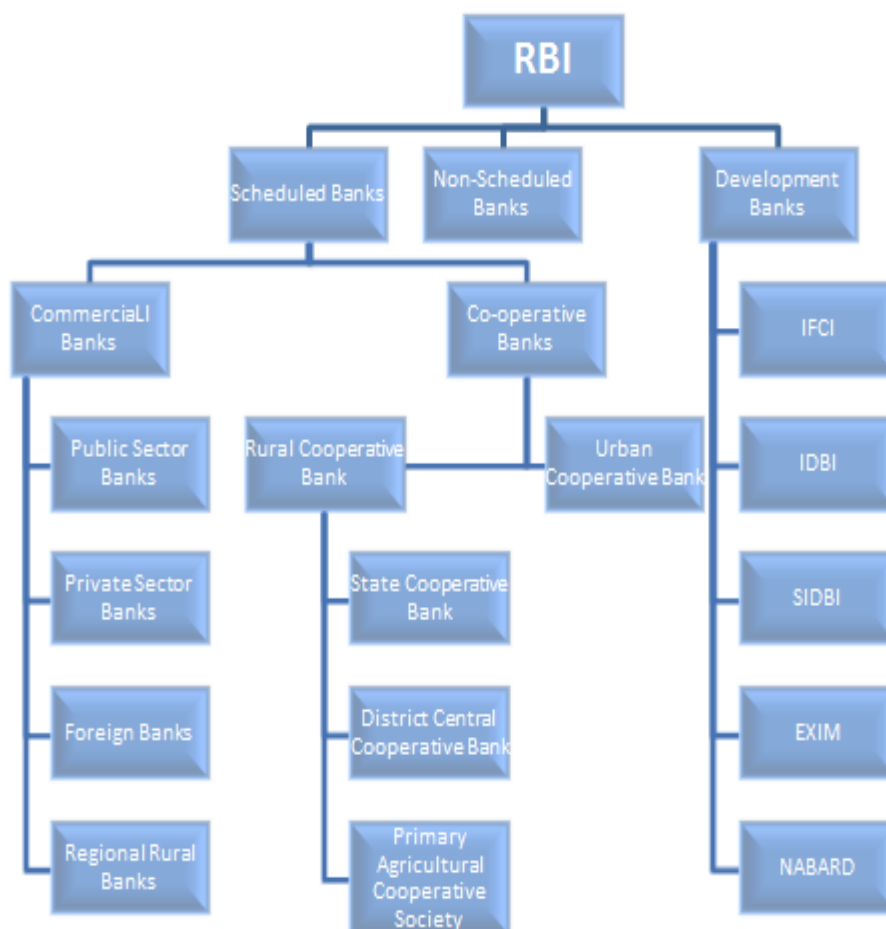 RBI
Scheduled Banks
Non-Scheduled
Banks
Development
Banks
CommerciaLl
Banks
Co-operative
Banks
IFCI
Public Sector
Banks
Rural Cooperative
Bank
Urban
Cooperative Bank
IDBI
Private Sector
Banks
State Cooperative
Bank
SIDBI
Foreign Banks
District Central
Cooperative Bank
EXIM
Regional Rural
Banks
Primary
Agricultural
Cooperative
Society
NABARD